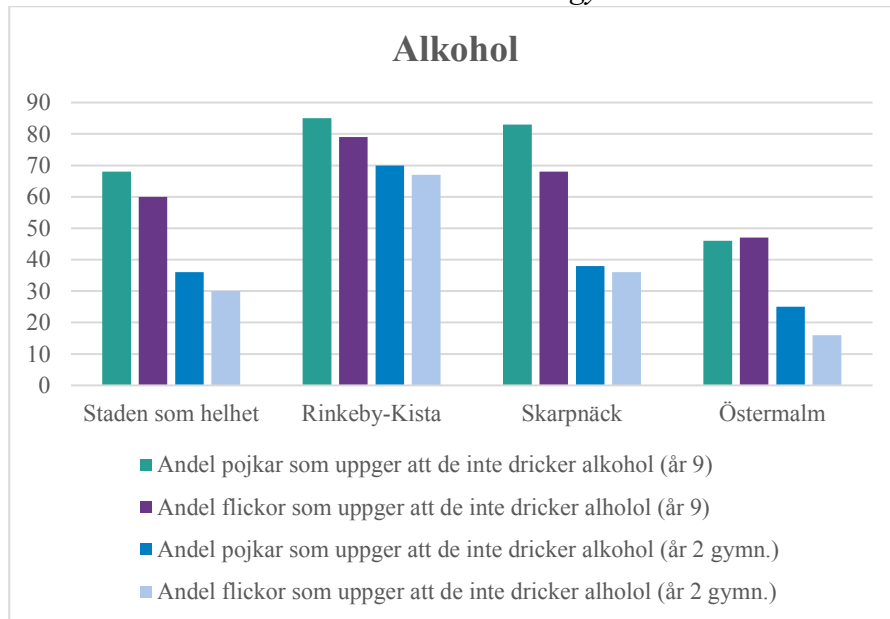 gy
Alkohol
90
80
70
60
50
40
30
20
10
0
Staden som helhet Rinkeby-Kista Skarpnäck Östermalm
Andel pojkar som uppger att de inte dricker alkohol (år 9)
Andel flickor som uppger att de inte dricker alholol (år 9)
Andel pojkar som uppger att de inte dricker alkohol (år 2 gymn.)
Andel flickor som uppger att de inte dricker alholol (år 2 gymn.)